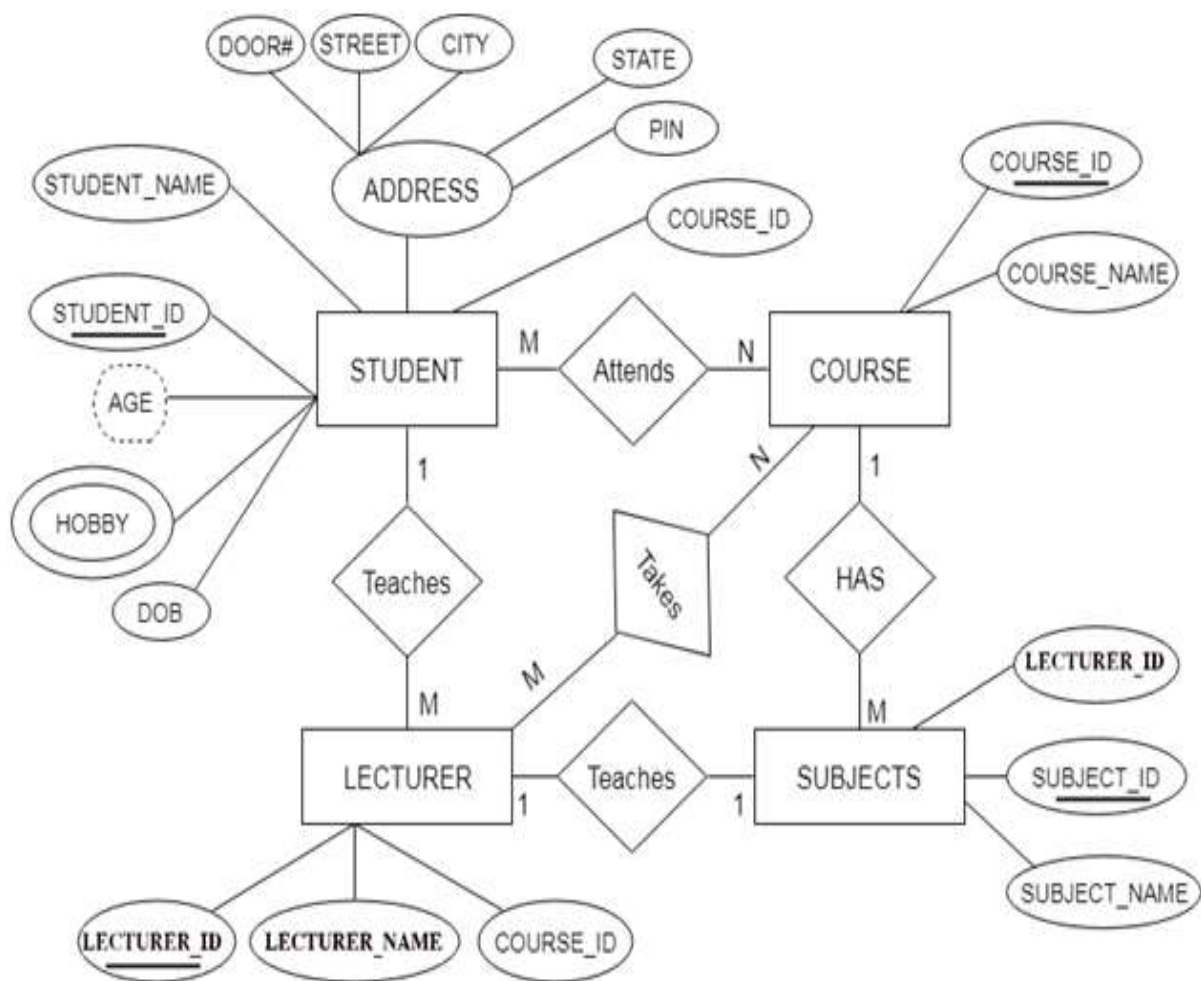 DOOR#
STREET
CITY
STATE
PIN
STUDENT_NAME
ADDRESS
COURSE_ID
COURSE_ID
COURSE_NAME
STUDENT_ID
AGE
HOBBY
DOB
STUDENT
M
Attends
N
COURSE
1
N
1
Teaches
Takes
HAS
M
M
M
LECTURER_ID
LECTURER
1
Teaches
1
SUBJECTS
SUBJECT_ID
SUBJECT_NAME
LECTURER_ID
LECTURER_NAME
COURSE_ID